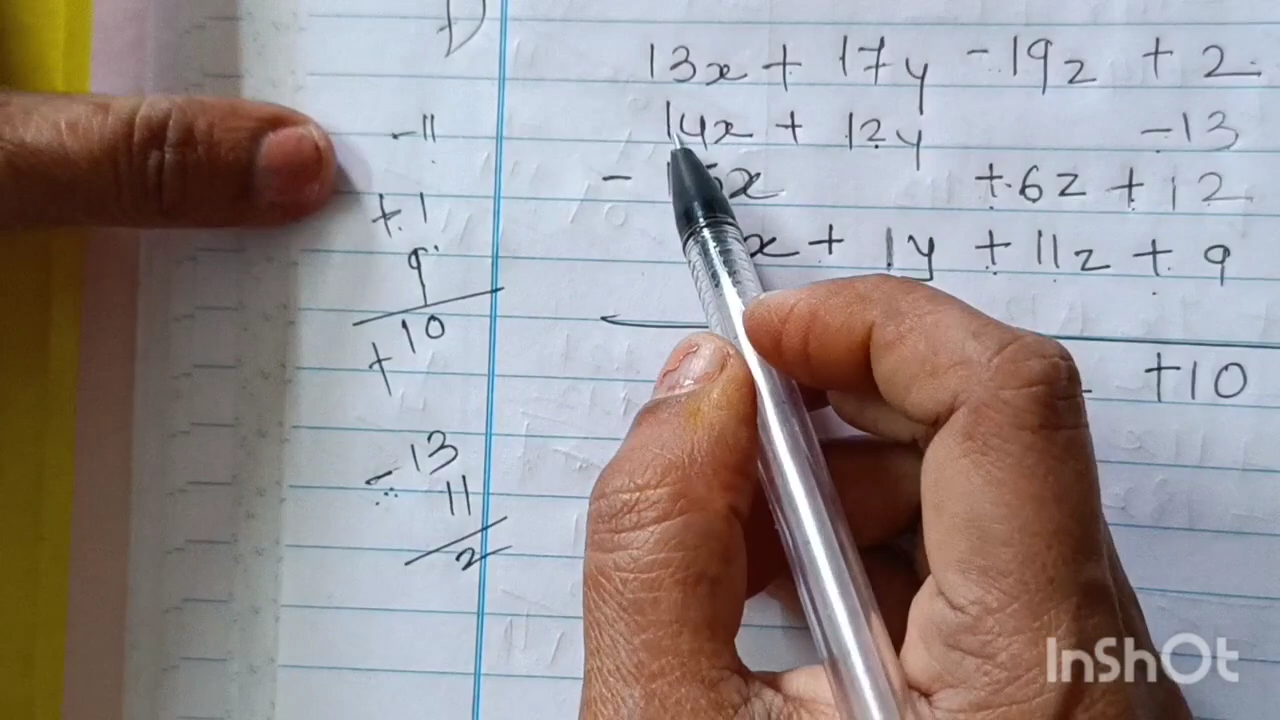 D
13x + 17y - 19z + 2
14x + 12y - 13
- 5x + 6z + 12
x + 1y + 11z + 9
+10
-11
+1
9
+10
-13
11
2
InShOt